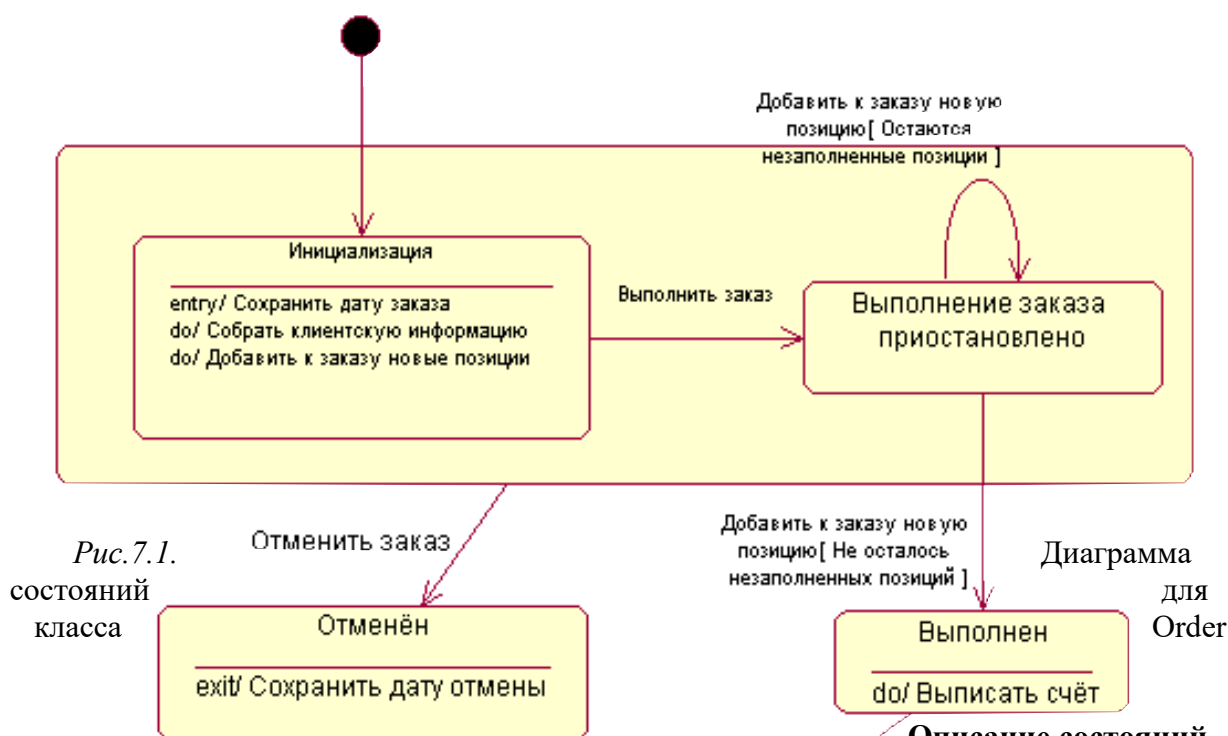 Добавить к заказу новую
позицию[ Остаются
незаполненные позиции ]
Инициализация
entry/ Сохранить дату заказа
do/ Собрать клиентскую информацию
do/ Добавить к заказу новые позиции
Выполнить заказ
Выполнение заказа
приостановлено
Отменить заказ
Добавить к заказу новую
позицию[ Не осталось
незаполненных позиций ]
Рис.7.1. Диаграмма
состояний для
класса Order
Отменён
exit/ Сохранить дату отмены
Выполнен
do/ Выписать счёт
Описание состояний